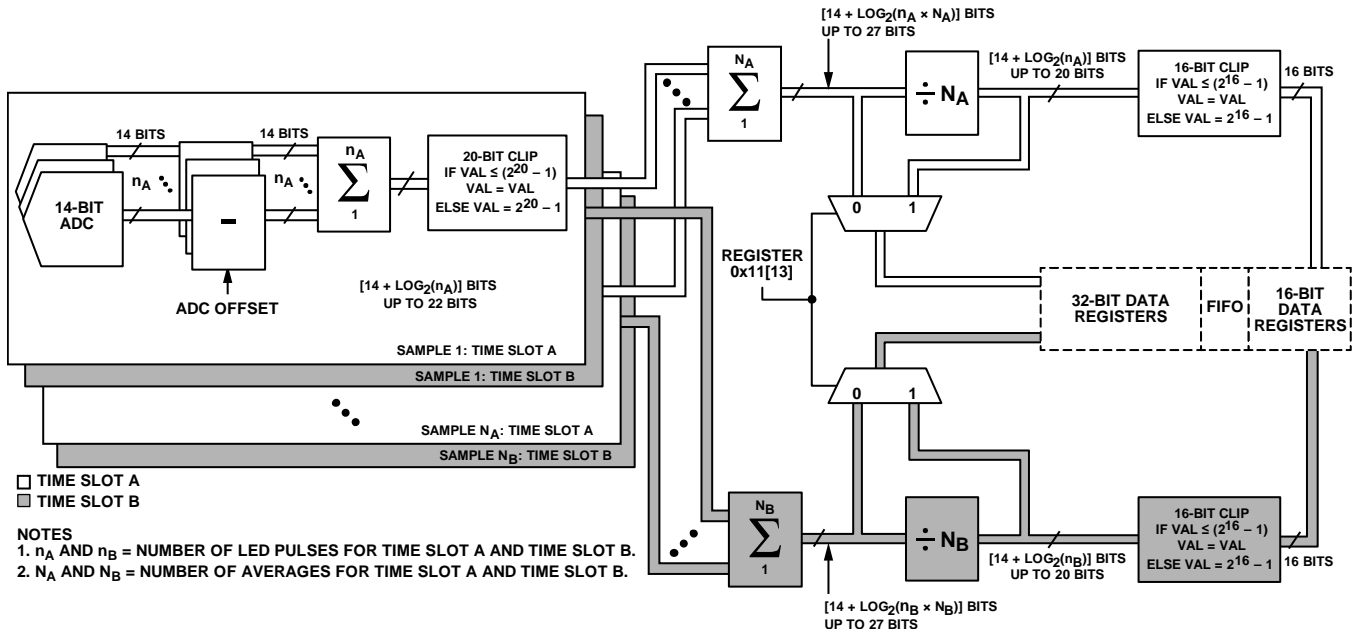 [14 + LOG2(nA × NA)] BITS
UP TO 27 BITS
NA
∑
1
÷ NA
[14 + LOG2(nA)] BITS
UP TO 20 BITS
16-BIT CLIP
IF VAL ≤ (2^16 – 1)
VAL = VAL
ELSE VAL = 2^16 – 1
16 BITS
14 BITS
14 BITS
nA
nA
14-BIT
ADC
–
ADC OFFSET
nA
∑
1
20-BIT CLIP
IF VAL ≤ (2^20 – 1)
VAL = VAL
ELSE VAL = 2^20 – 1
[14 + LOG2(nA)] BITS
UP TO 22 BITS
SAMPLE 1: TIME SLOT A
SAMPLE 1: TIME SLOT B
SAMPLE NA: TIME SLOT A
SAMPLE NB: TIME SLOT B
0 1
REGISTER
0x11[13]
32-BIT DATA
REGISTERS
FIFO
16-BIT
DATA
REGISTERS
0 1
NB
∑
1
÷ NB
[14 + LOG2(nB × NB)] BITS
UP TO 27 BITS
[14 + LOG2(nB)] BITS
UP TO 20 BITS
16-BIT CLIP
IF VAL ≤ (2^16 – 1)
VAL = VAL
ELSE VAL = 2^16 – 1
16 BITS
TIME SLOT A
TIME SLOT B
NOTES
1. nA AND nB = NUMBER OF LED PULSES FOR TIME SLOT A AND TIME SLOT B.
2. NA AND NB = NUMBER OF AVERAGES FOR TIME SLOT A AND TIME SLOT B.